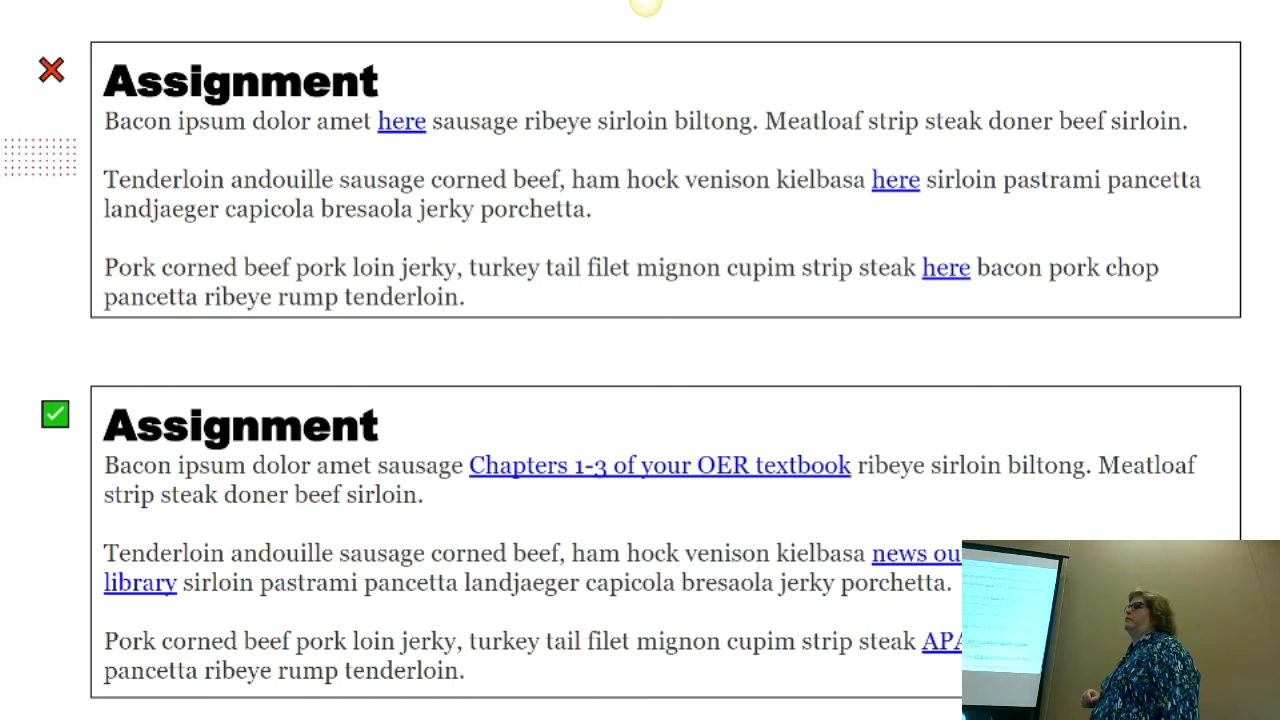 Assignment
Bacon ipsum dolor amet here sausage ribeye sirloin biltong. Meatloaf strip steak doner beef sirloin.
Tenderloin andouille sausage corned beef, ham hock venison kielbasa here sirloin pastrami pancetta
landjaeger capicola bresaola jerky porchetta.
Pork corned beef pork loin jerky, turkey tail filet mignon cupim strip steak here bacon pork chop
pancetta ribeye rump tenderloin.
Assignment
Bacon ipsum dolor amet sausage Chapters 1-3 of your OER textbook ribeye sirloin biltong. Meatloaf
strip steak doner beef sirloin.
Tenderloin andouille sausage corned beef, ham hock venison kielbasa news
library sirloin pastrami pancetta landjaeger capicola bresaola jerky porchetta.
Pork corned beef pork loin jerky, turkey tail filet mignon cupim strip steak APA
pancetta ribeye rump tenderloin.